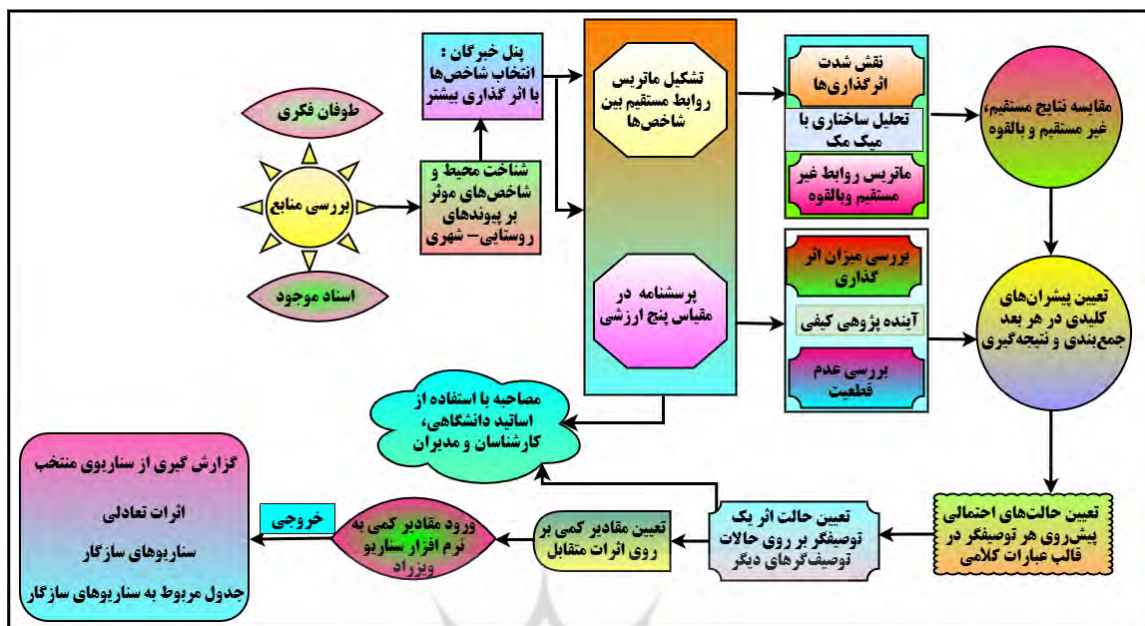 طوفان فکری
بررسی منابع
اسناد موجود
پنل خبرگان :
انتخاب شاخص‌ها
با اثر گذاری بیشتر
شناخت محیط و
شاخص‌های موثر
بر پیوندهای
روستایی- شهری
تشکیل ماتریس
روابط مستقیم بین
شاخص‌ها
پرسشنامه در
مقیاس پنج ارزشی
نقش شدت
اثرگذاری‌ها
تحلیل ساختاری با
میک مک
ماتریس روابط غیر
مستقیم وبالقوه
بررسی میزان اثر
گذاری
آینده پژوهی کیفی
بررسی عدم
قطعیت
مقایسه نتایج مستقیم،
غیر مستقیم و بالقوه
تعیین پیشران‌های
کلیدی در هر بعد
جمع‌بندی و نتیجه‌گیری
مصاحبه با استفاده از
اساتید دانشگاهی،
کارشناسان و مدیران
تعیین حالت‌های احتمالی
پیش‌روی هر توصیفگر در
قالب عبارات کلامی
تعیین حالت اثر یک
توصیفگر بر روی حالات
توصیف‌گرهای دیگر
تعیین مقادیر کمی بر
روی اثرات متقابل
ورود مقادیر کمی به
نرم افزار سناریو
ویزراد
خروجی
گزارش گیری از سناریوی منتخب
اثرات تعادلی
سناریوهای سازگار
جدول مربوط به سناریوهای سازگار